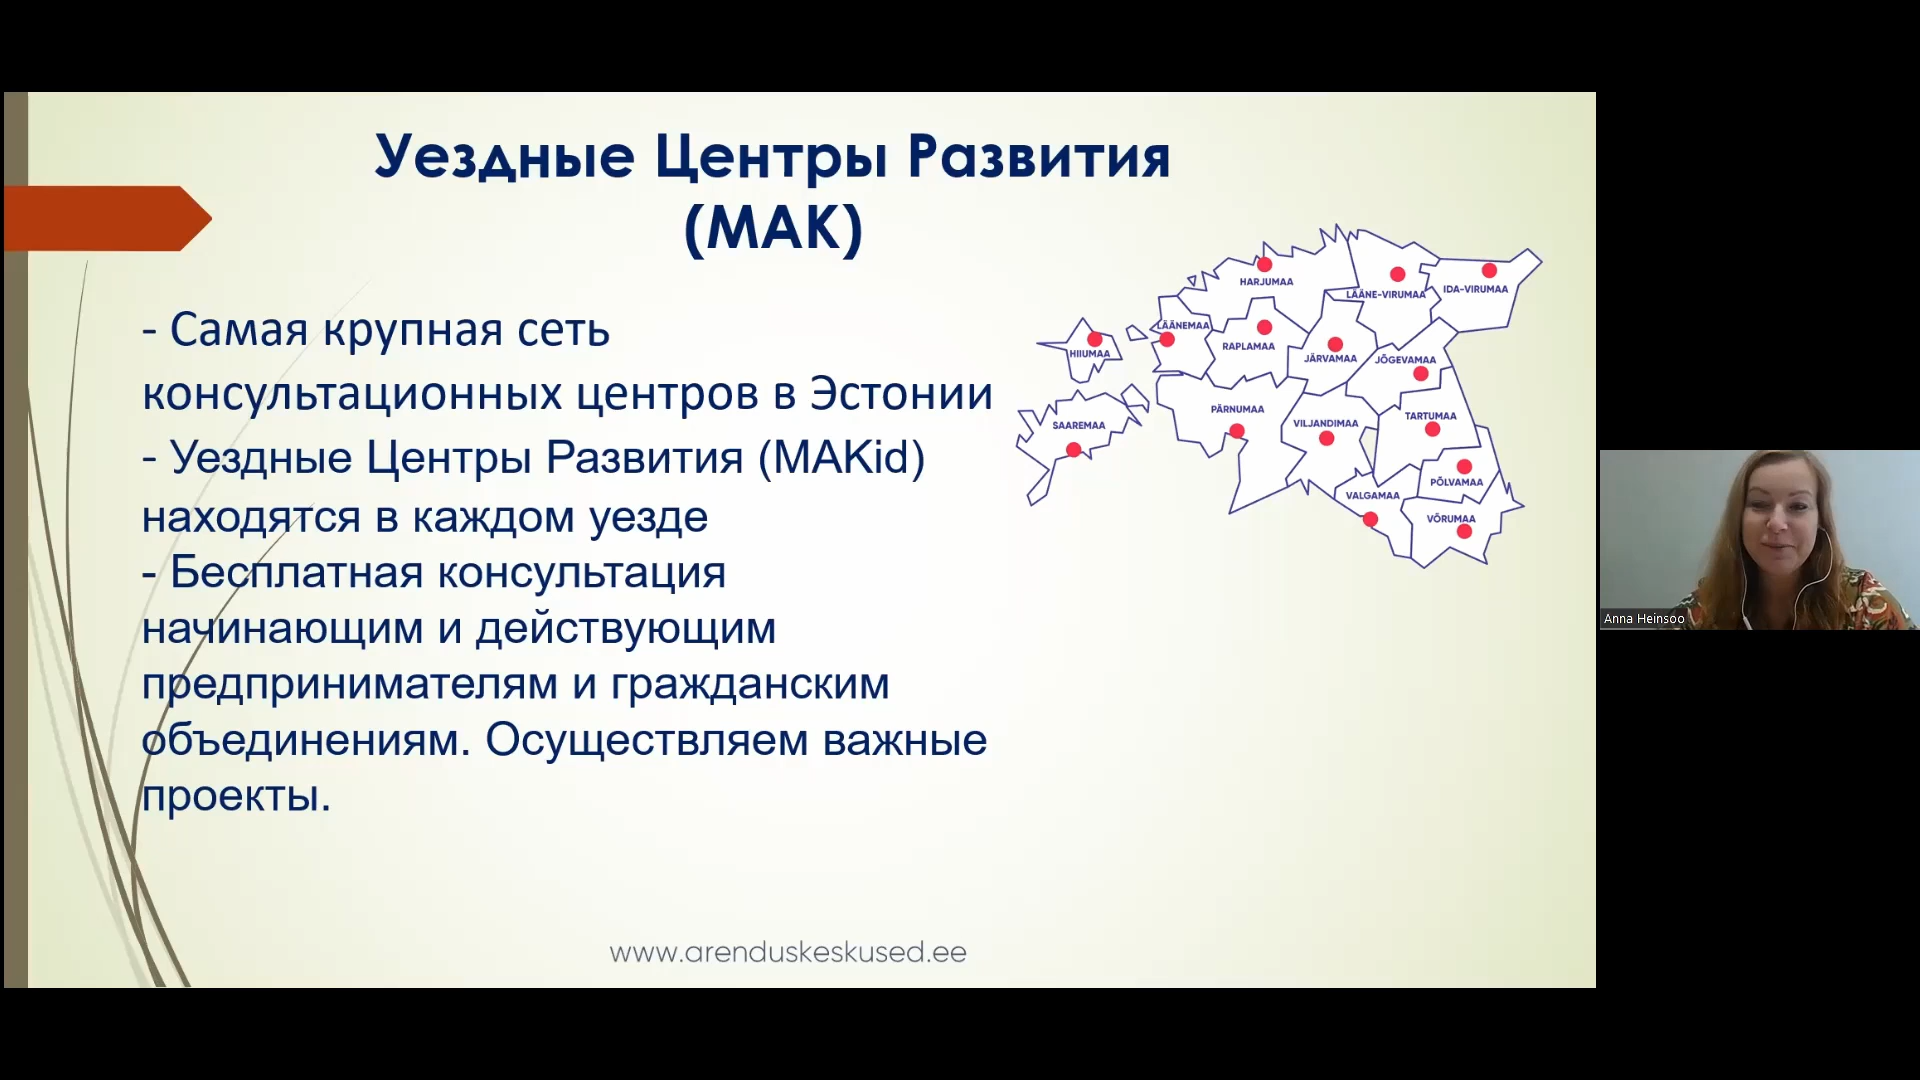 Уездные Центры Развития
(МАК)
- Самая крупная сеть
консультационных центров в Эстонии
- Уездные Центры Развития (MAKid)
находятся в каждом уезде
- Бесплатная консультация
начинающим и действующим
предпринимателям и гражданским
объединениям. Осуществляем важные
проекты.
HARJUMAA
LÄÄNE-VIRUMAA
IDA-VIRUMAA
LÄÄNEMAA
RAPLAMAA
HIIUMAA
JÄRVAMAA
JÕGEVAMAA
PÄRNUMAA
SAAREMAA
VILJANDIMAA
TARTUMAA
PÕLVAMAA
VALGAMAA
VÕRUMAA
www.arenduskeskused.ee
Anna Heinsoo